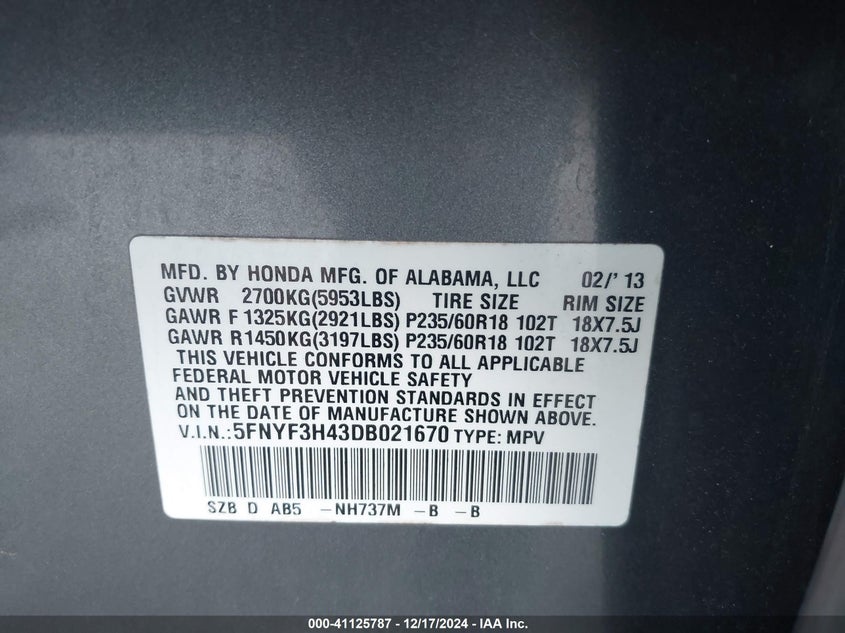 MFD. BY HONDA MFG. OF ALABAMA, LLC 02/' 13
GVWR 2700KG(5953LBS) TIRE SIZE RIM SIZE
GAWR F 1325KG(2921LBS) P235/60R18 102T 18X7.5J
GAWR R1450KG(3197LBS) P235/60R18 102T 18X7.5J
THIS VEHICLE CONFORMS TO ALL APPLICABLE
FEDERAL MOTOR VEHICLE SAFETY
AND THEFT PREVENTION STANDARDS IN EFFECT
ON THE DATE OF MANUFACTURE SHOWN ABOVE.
V.I.N.:5FNYF3H43DB021670 TYPE: MPV
SZB D AB5 -NH737M -B -B
000-41125787 - 12/17/2024 - IAA Inc.